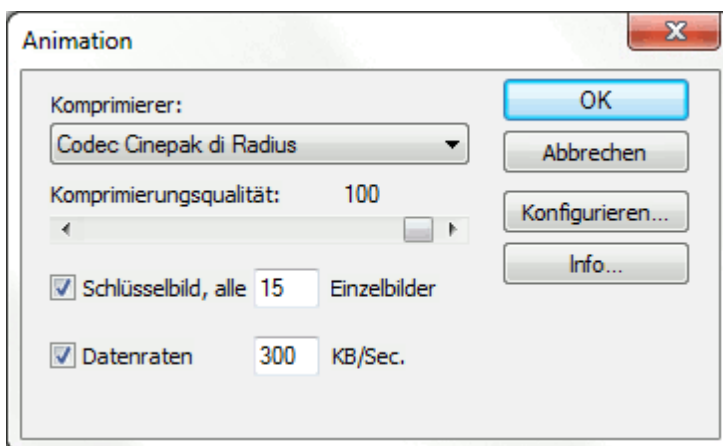 Animation
Komprimierer:
Codec Cinepak di Radius
Komprimierungsqualität: 100
Schlüsselbild, alle 15 Einzelbilder
Datenraten 300 KB/Sec.
OK
Abbrechen
Konfigurieren...
Info...